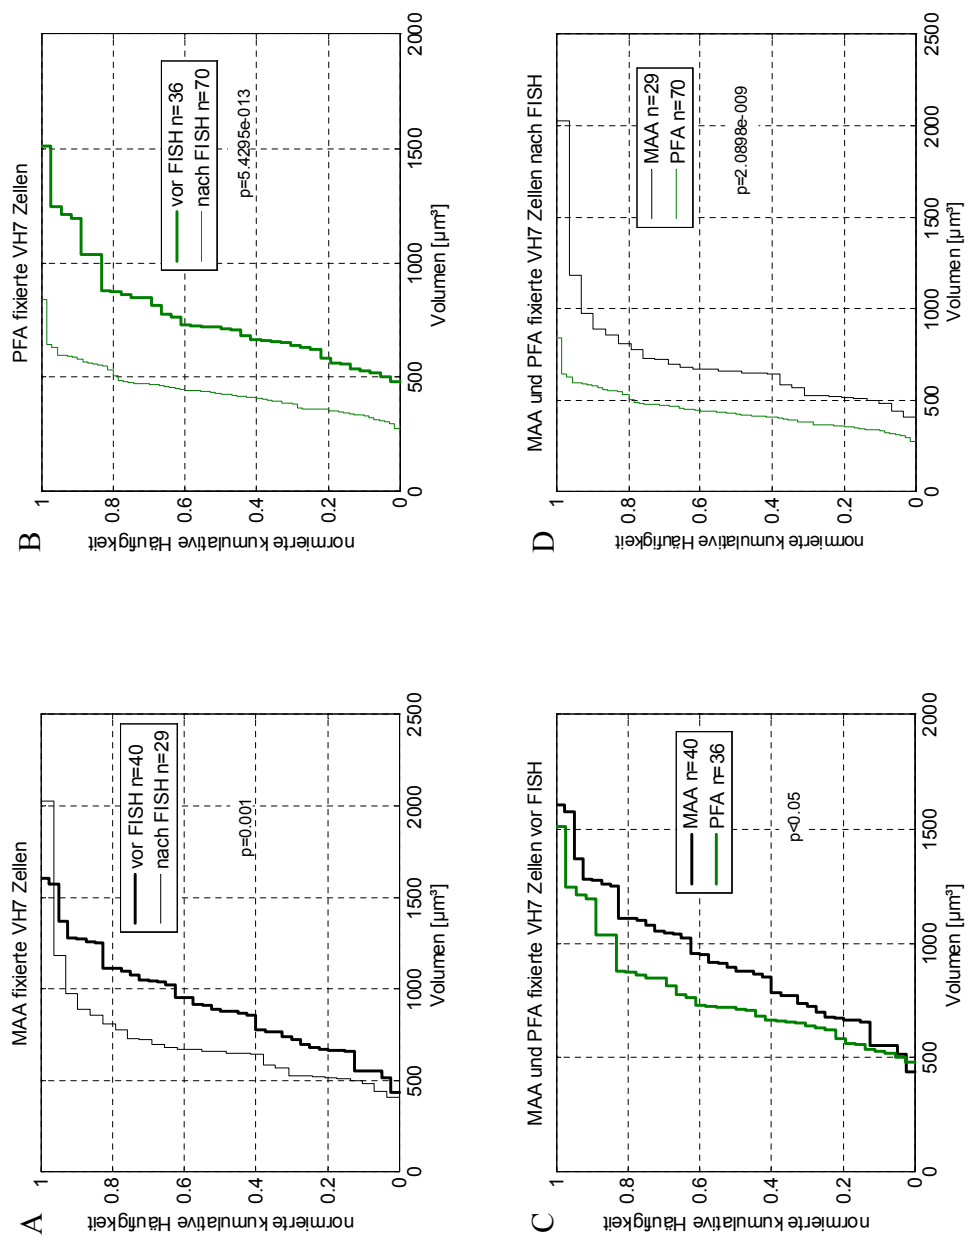 A
MAA fixierte VH7 Zellen
normierte kumulative Häufigkeit
1
0.8
0.6
0.4
0.2
0
vor FISH n=40
nach FISH n=29
p=0.001
0 500 1000 1500 2000 2500
Volumen [µm³]
B
PFA fixierte VH7 Zellen
normierte kumulative Häufigkeit
1
0.8
0.6
0.4
0.2
0
vor FISH n=36
nach FISH n=70
p=5.4295e-013
0 500 1000 1500 2000
Volumen [µm³]
C
MAA und PFA fixierte VH7 Zellen vor FISH
normierte kumulative Häufigkeit
1
0.8
0.6
0.4
0.2
0
MAA n=40
PFA n=36
p<0.05
0 500 1000 1500 2000
Volumen [µm³]
D
MAA und PFA fixierte VH7 Zellen nach FISH
normierte kumulative Häufigkeit
1
0.8
0.6
0.4
0.2
0
MAA n=29
PFA n=70
p=2.0898e-009
0 500 1000 1500 2000 2500
Volumen [µm³]